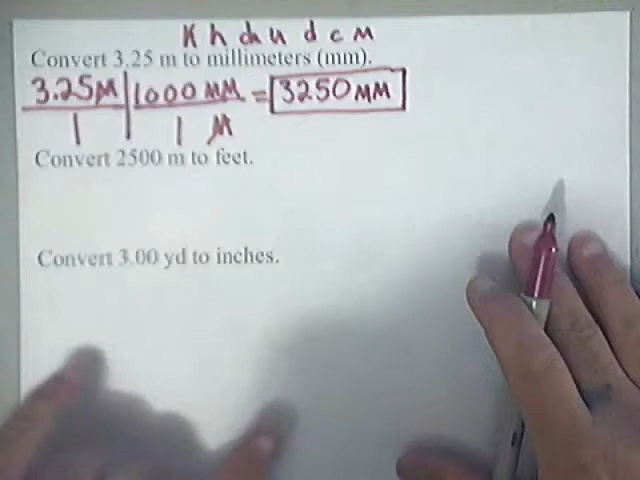 K h da u d c m
Convert 3.25 m to millimeters (mm).
3.25 M | 1000 MM = 3250 MM
1 | 1 M
Convert 2500 m to feet.
Convert 3.00 yd to inches.